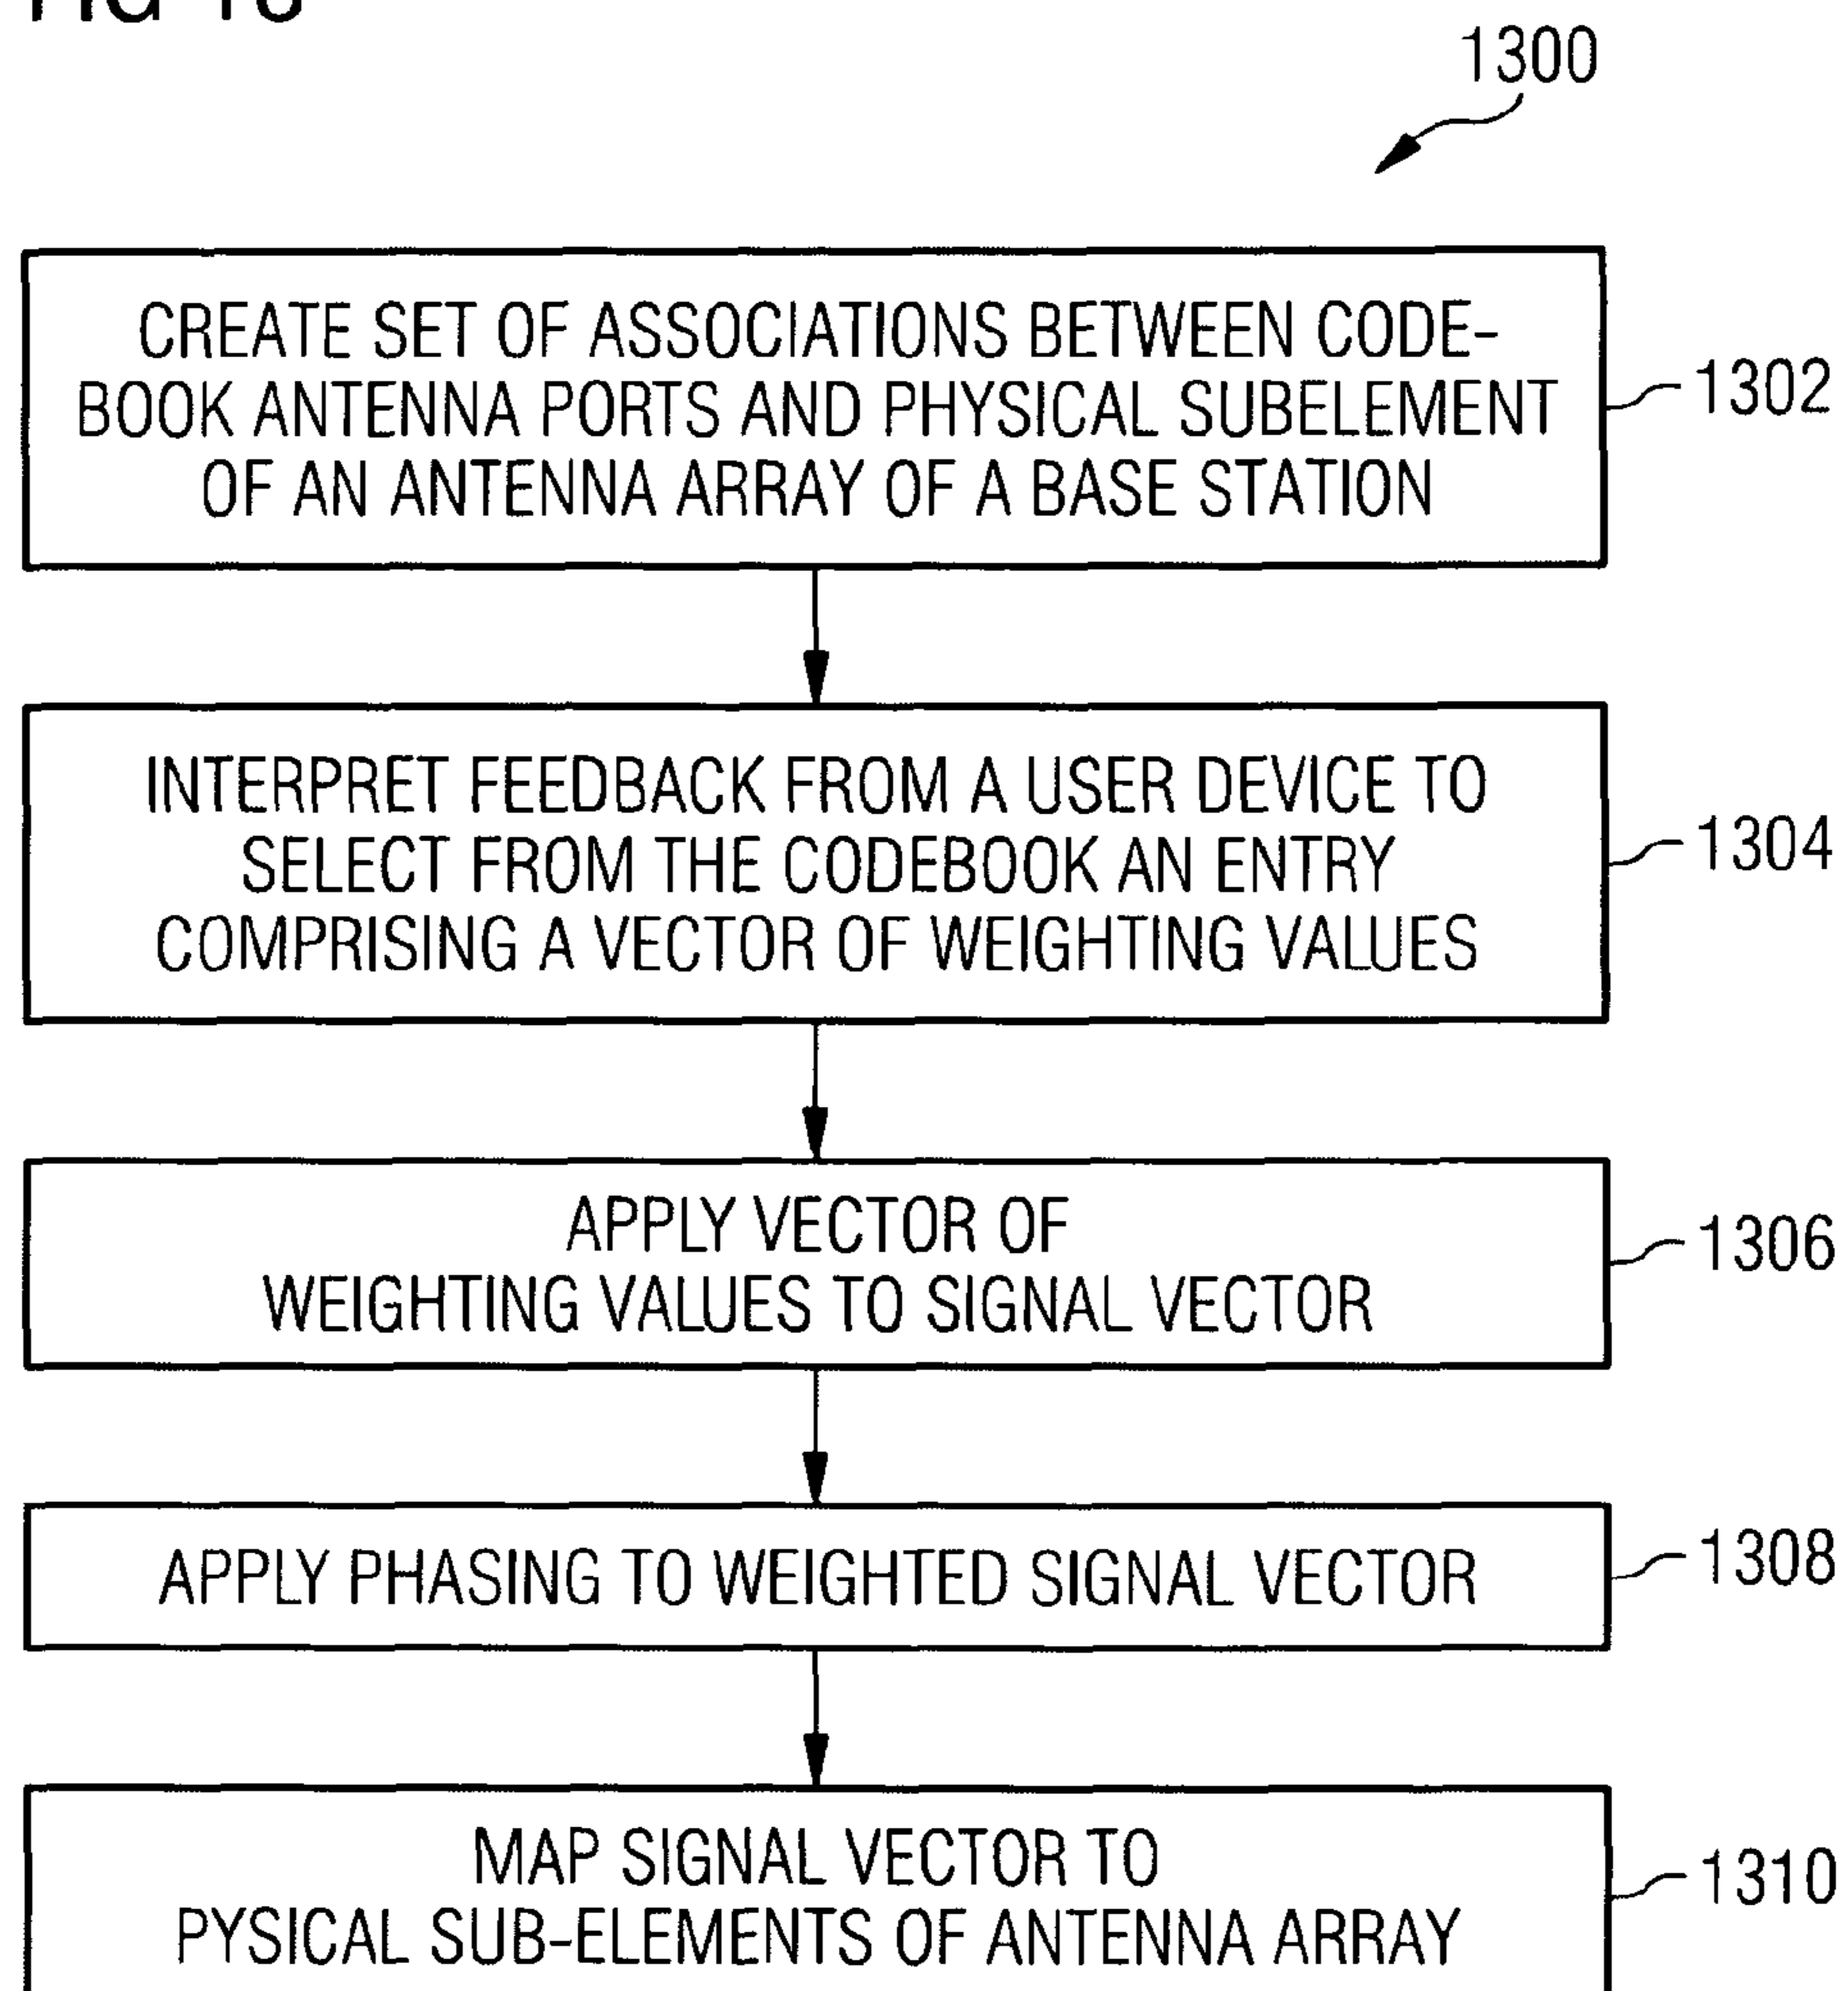 1300
CREATE SET OF ASSOCIATIONS BETWEEN CODE-
BOOK ANTENNA PORTS AND PHYSICAL SUBELEMENT
OF AN ANTENNA ARRAY OF A BASE STATION
1302
INTERPRET FEEDBACK FROM A USER DEVICE TO
SELECT FROM THE CODEBOOK AN ENTRY
COMPRISING A VECTOR OF WEIGHTING VALUES
1304
APPLY VECTOR OF
WEIGHTING VALUES TO SIGNAL VECTOR
1306
APPLY PHASING TO WEIGHTED SIGNAL VECTOR
1308
MAP SIGNAL VECTOR TO
PYSICAL SUB-ELEMENTS OF ANTENNA ARRAY
1310